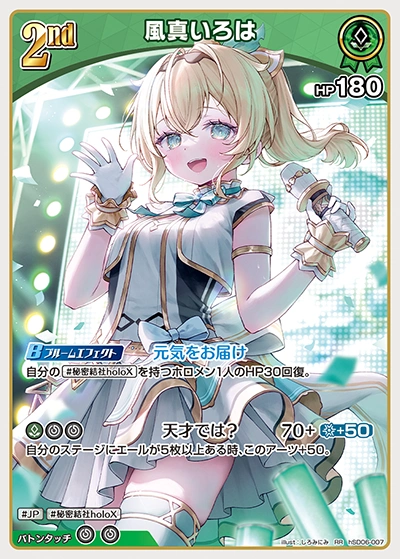 2nd
風真いろは
HP 180
Bブルームエフェクト 元気をお届け
自分の#秘密結社holoXを持つホロメン1人のHP30回復。
天才では? 70+ +50
自分のステージにエールが5枚以上ある時、このアーツ+50。
#JP #秘密結社holoX
バトンタッチ
illust:しろみにみ RR hSD06-007